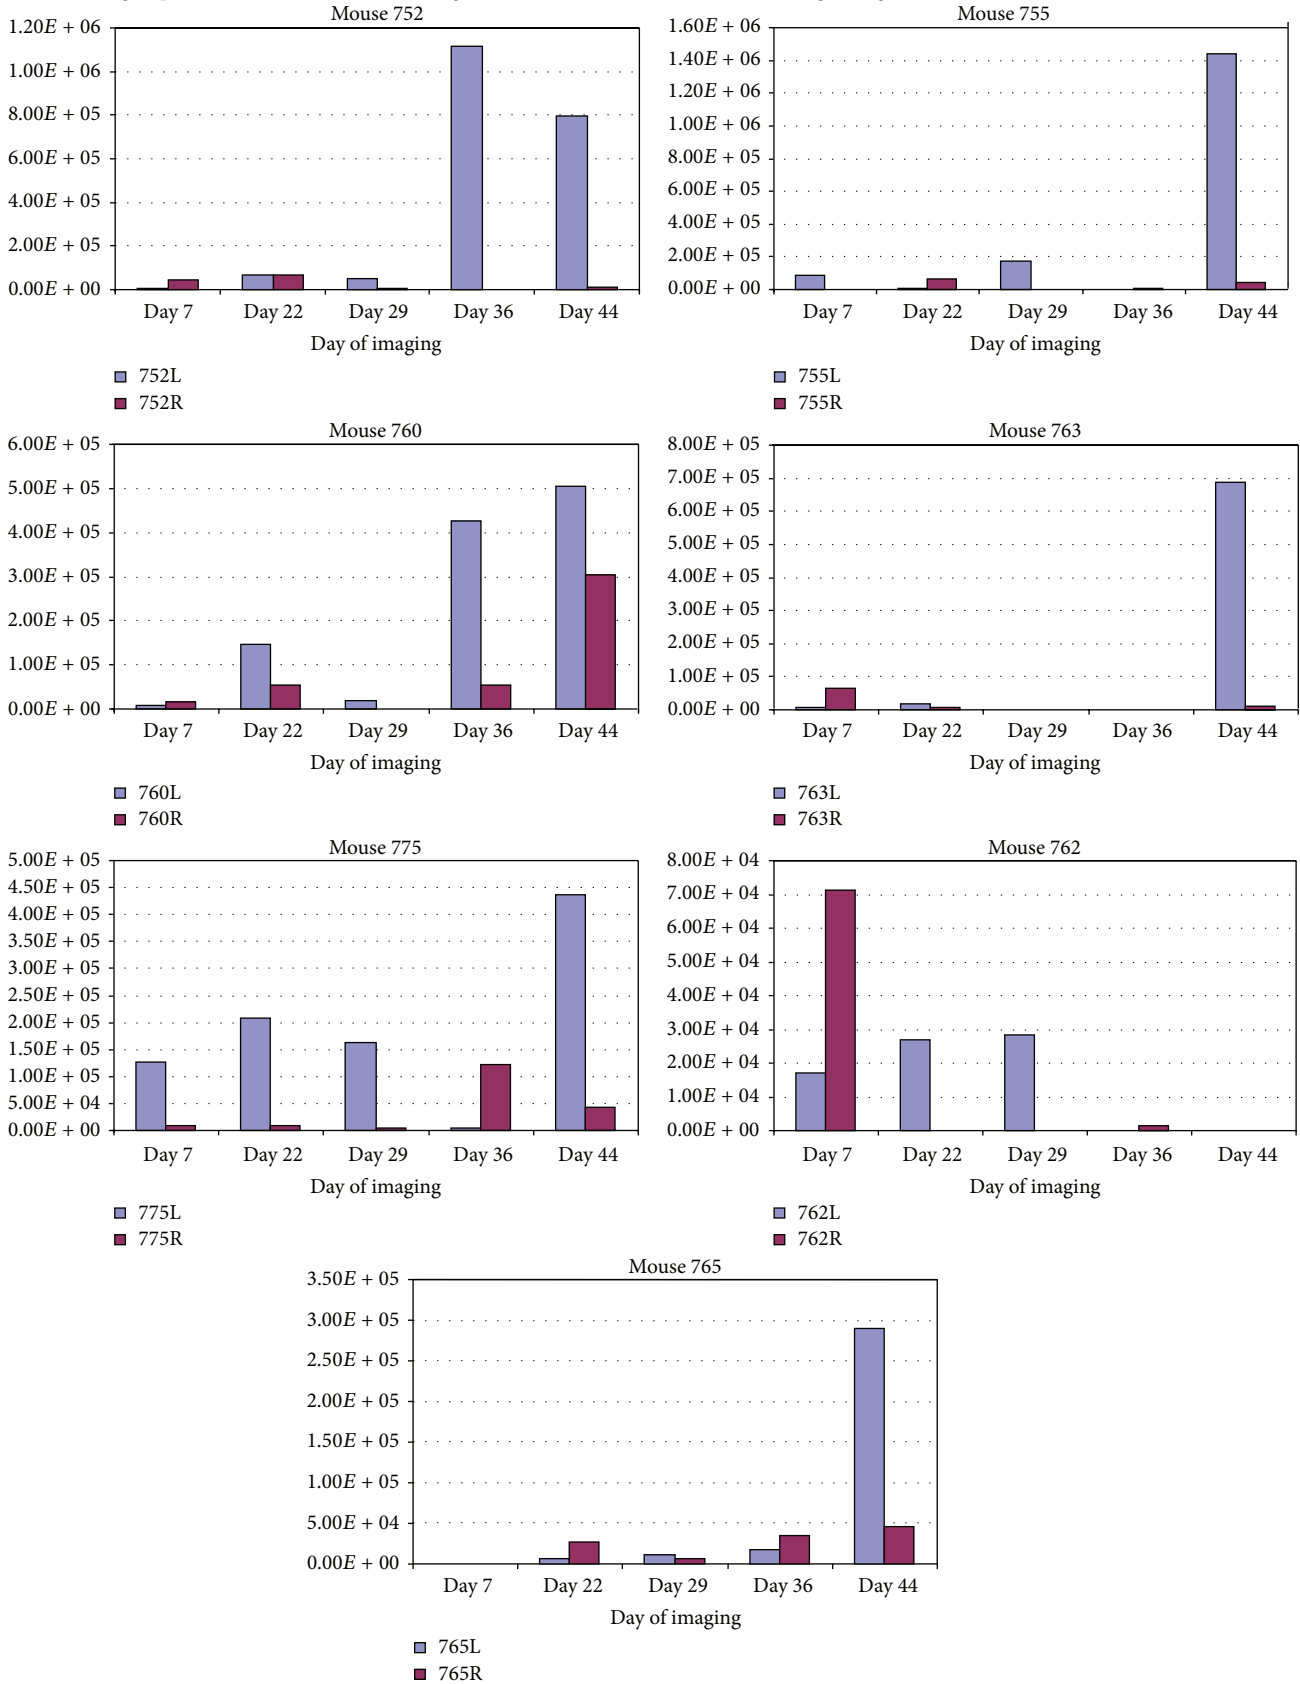 Mouse 752
1.20E + 06
1.00E + 06
8.00E + 05
6.00E + 05
4.00E + 05
2.00E + 05
0.00E + 00
Day 7 Day 22 Day 29 Day 36 Day 44
Day of imaging
752L
752R
Mouse 755
1.60E + 06
1.40E + 06
1.20E + 06
1.00E + 06
8.00E + 05
6.00E + 05
4.00E + 05
2.00E + 05
0.00E + 00
Day 7 Day 22 Day 29 Day 36 Day 44
Day of imaging
755L
755R
Mouse 760
6.00E + 05
5.00E + 05
4.00E + 05
3.00E + 05
2.00E + 05
1.00E + 05
0.00E + 00
Day 7 Day 22 Day 29 Day 36 Day 44
Day of imaging
760L
760R
Mouse 763
8.00E + 05
7.00E + 05
6.00E + 05
5.00E + 05
4.00E + 05
3.00E + 05
2.00E + 05
1.00E + 05
0.00E + 00
Day 7 Day 22 Day 29 Day 36 Day 44
Day of imaging
763L
763R
Mouse 775
5.00E + 05
4.50E + 05
4.00E + 05
3.50E + 05
3.00E + 05
2.50E + 05
2.00E + 05
1.50E + 05
1.00E + 05
5.00E + 04
0.00E + 00
Day 7 Day 22 Day 29 Day 36 Day 44
Day of imaging
775L
775R
Mouse 762
8.00E + 04
7.00E + 04
6.00E + 04
5.00E + 04
4.00E + 04
3.00E + 04
2.00E + 04
1.00E + 04
0.00E + 00
Day 7 Day 22 Day 29 Day 36 Day 44
Day of imaging
762L
762R
Mouse 765
3.50E + 05
3.00E + 05
2.50E + 05
2.00E + 05
1.50E + 05
1.00E + 05
5.00E + 04
0.00E + 00
Day 7 Day 22 Day 29 Day 36 Day 44
Day of imaging
765L
765R